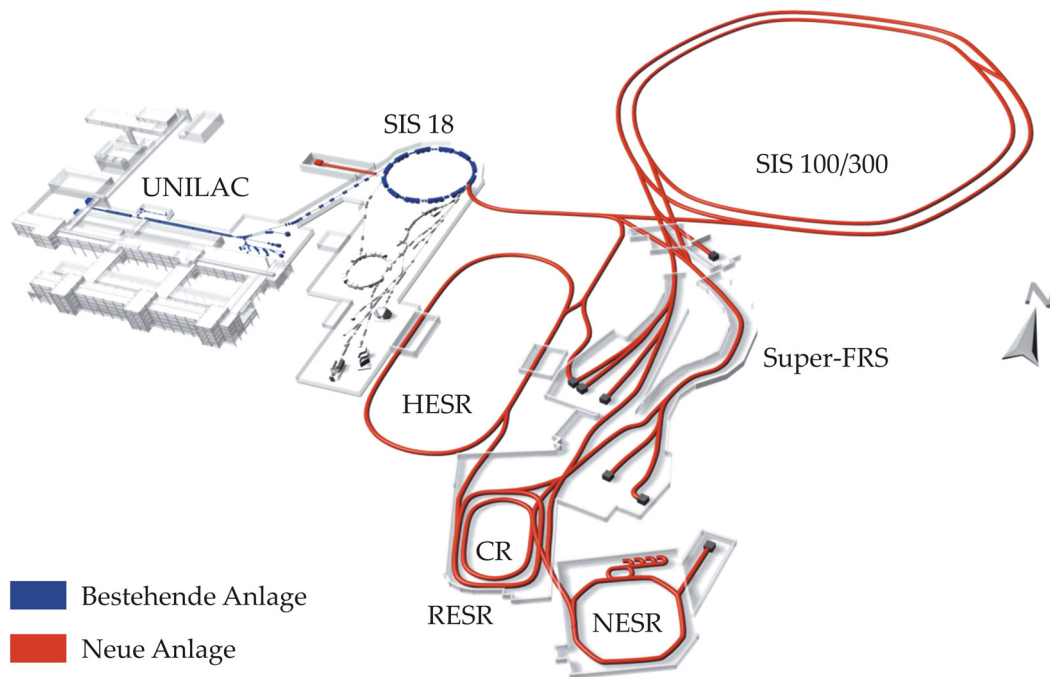 SIS 18
SIS 100/300
UNILAC
N
Super-FRS
HESR
CR
RESR
NESR
Bestehende Anlage
Neue Anlage